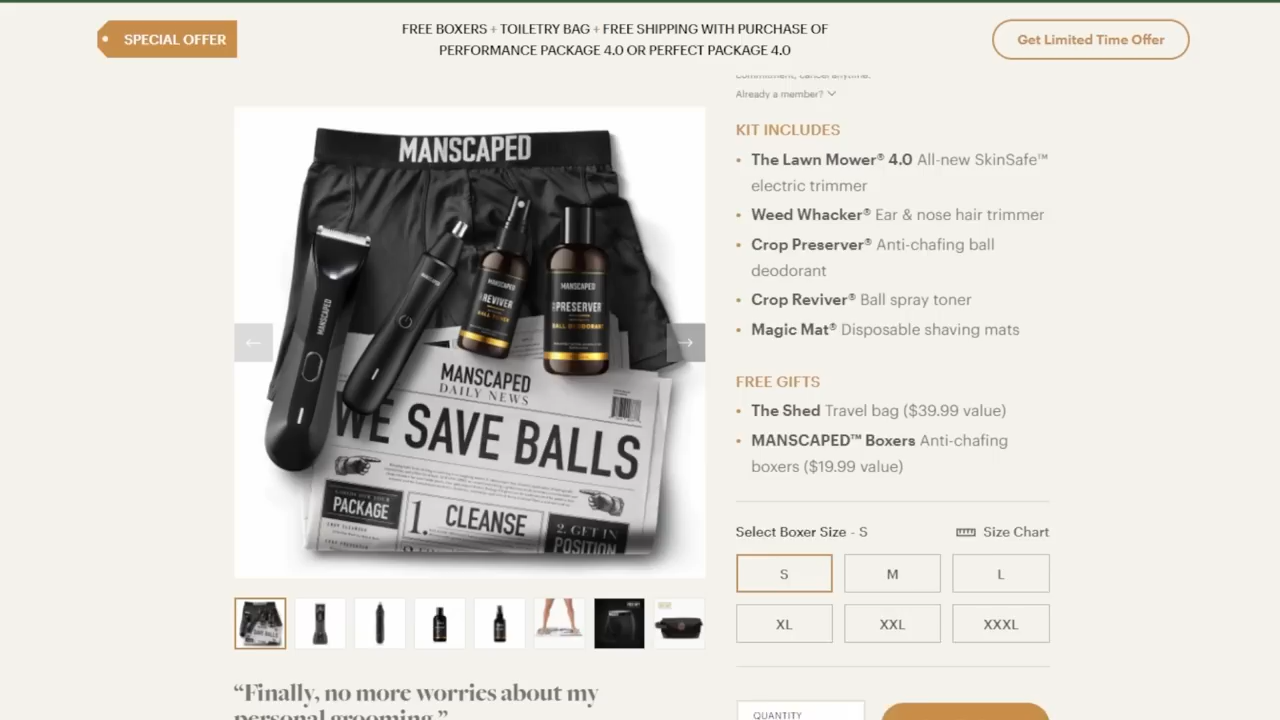 SPECIAL OFFER
FREE BOXERS + TOILETRY BAG + FREE SHIPPING WITH PURCHASE OF
PERFORMANCE PACKAGE 4.0 OR PERFECT PACKAGE 4.0
Get Limited Time Offer
Already a member?
KIT INCLUDES
• The Lawn Mower® 4.0 All-new SkinSafe™
electric trimmer
• Weed Whacker® Ear & nose hair trimmer
• Crop Preserver® Anti-chafing ball
deodorant
• Crop Reviver® Ball spray toner
• Magic Mat® Disposable shaving mats
FREE GIFTS
• The Shed Travel bag ($39.99 value)
• MANSCAPED™ Boxers Anti-chafing
boxers ($19.99 value)
Select Boxer Size - S
Size Chart
S
M
L
XL
XXL
XXXL
QUANTITY
MANSCAPED
MANSCAPED
MANSCAPED
REVIVER
BALL TONER
MANSCAPED
PRESERVER
BALL DEODORANT
MANSCAPED
DAILY NEWS
WE SAVE BALLS
PACKAGE
1. CLEANSE
2. GET IN
POSITION
“Finally, no more worries about my
personal grooming.”